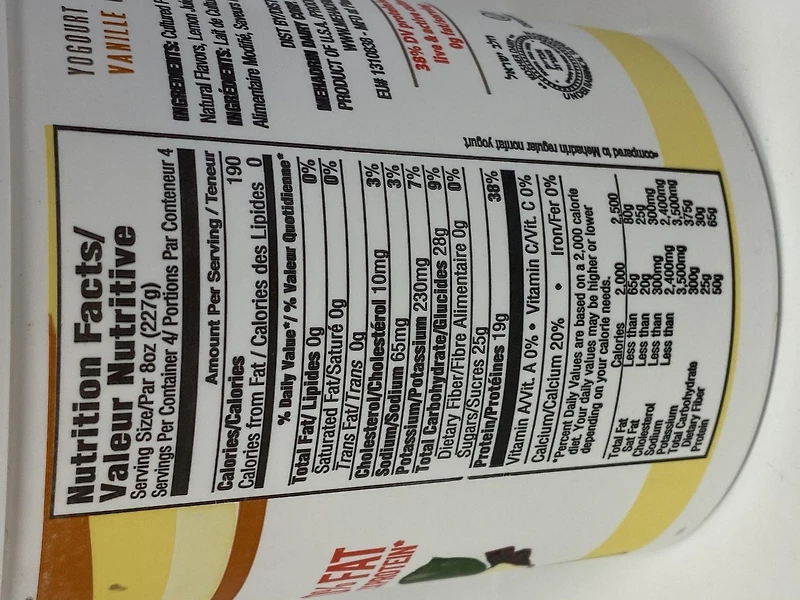 YOGOURT
VANILLE
INGREDIENTS: Cultured
Natural Flavors, Lemon
INGRÉDIENTS: Lait de
Alimentaire Modifié, Saveurs
MEHADRIN DAIRY CORP.
PRODUCT OF U.S.A./
38% DV
live &
0g
חלב ישראל
*compared to Mehadrin regular nonfat yogurt
Nutrition Facts/
Valeur Nutritive
Serving Size/Par 8oz (227g)
Servings Per Container 4/ Portions Par Conteneur 4
Amount Per Serving / Teneur
Calories/Calories 190
Calories from Fat / Calories des Lipides 0
% Daily Value*/ % Valeur Quotidienne*
Total Fat/ Lipides 0g 0%
Saturated Fat/Saturé 0g 0%
Trans Fat/Trans 0g
Cholesterol/Cholestérol 10mg 3%
Sodium/Sodium 65mg 3%
Potassium/Potassium 230mg 7%
Total Carbohydrate/Glucides 28g 9%
Dietary Fiber/Fibre Alimentaire 0g 0%
Sugars/Sucres 25g
Protein/Protéines 19g 38%
Vitamin A/Vit. A 0% • Vitamin C/Vit. C 0%
Calcium/Calcium 20% • Iron/Fer 0%
*Percent Daily Values are based on a 2,000 calorie
diet. Your daily values may be higher or lower
depending on your calorie needs.
Calories 2,000 2,500
Total Fat Less than 65g 80g
Sat Fat Less than 20g 25g
Cholesterol Less than 300mg 300mg
Sodium Less than 2,400mg 2,400mg
Potassium 3,500mg 3,500mg
Total Carbohydrate 300g 375g
Dietary Fiber 25g 30g
Protein 50g 65g
% FAT
PROTEIN*